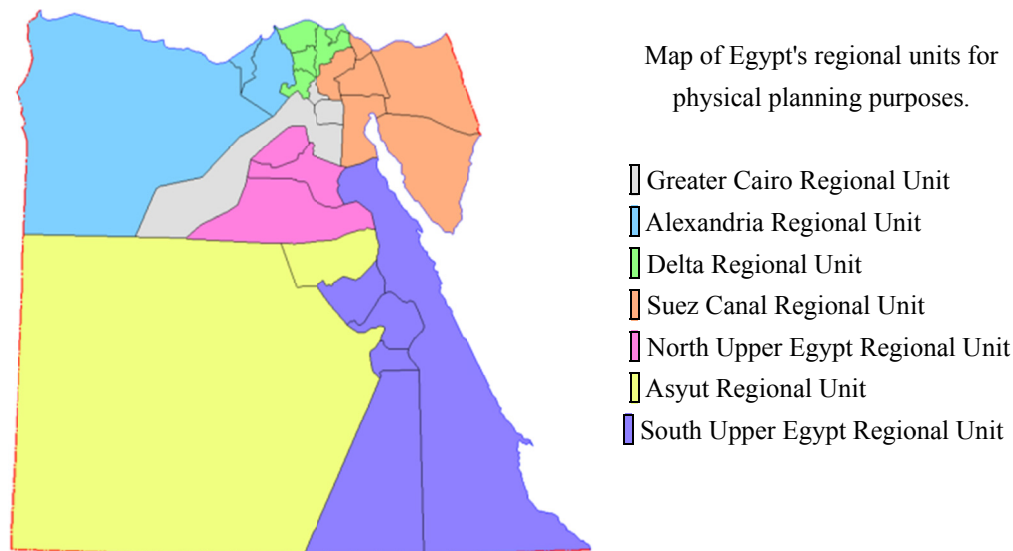 Map of Egypt's regional units for
physical planning purposes.
Greater Cairo Regional Unit
Alexandria Regional Unit
Delta Regional Unit
Suez Canal Regional Unit
North Upper Egypt Regional Unit
Asyut Regional Unit
South Upper Egypt Regional Unit